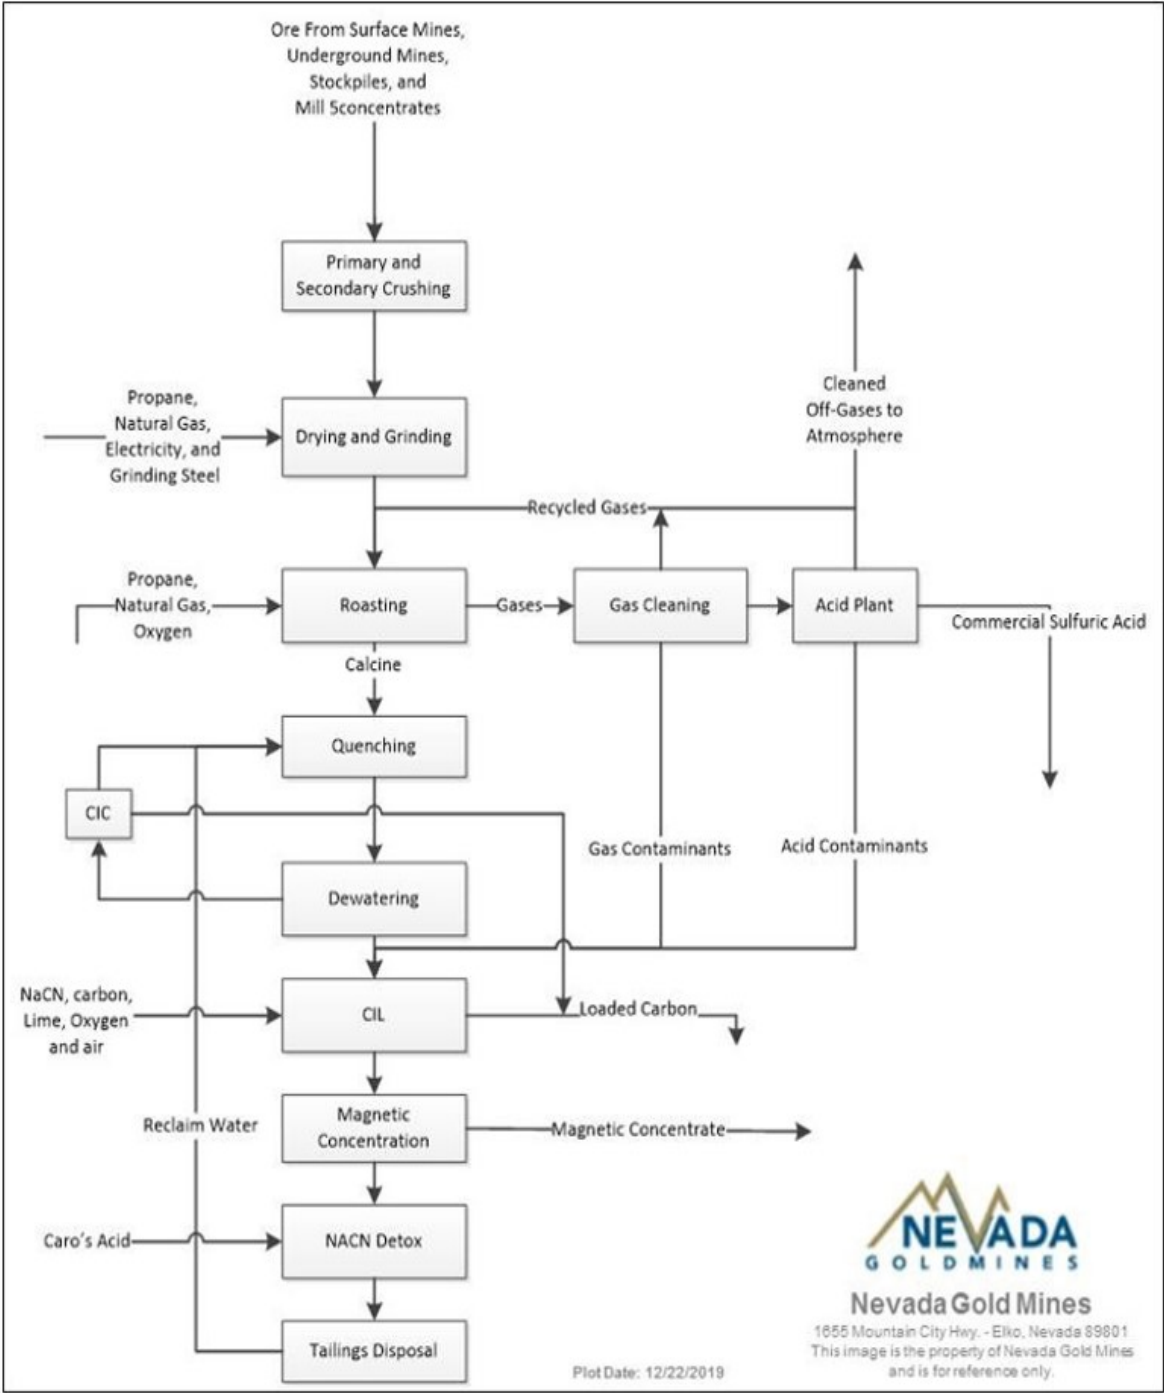 Ore From Surface Mines,
Underground Mines,
Stockpiles, and
Mill 5concentrates
Primary and
Secondary Crushing
Propane,
Natural Gas,
Electricity, and
Grinding Steel
Drying and Grinding
Cleaned
Off-Gases to
Atmosphere
Recycled Gases
Propane,
Natural Gas,
Oxygen
Roasting
Gases
Gas Cleaning
Acid Plant
Commercial Sulfuric Acid
Calcine
Quenching
CIC
Gas Contaminants
Acid Contaminants
Dewatering
NaCN, carbon,
Lime, Oxygen
and air
CIL
Loaded Carbon
Reclaim Water
Magnetic
Concentration
Magnetic Concentrate
Caro's Acid
NACN Detox
Tailings Disposal
NEVADA
GOLDMINES
Nevada Gold Mines
1655 Mountain City Hwy. - Elko, Nevada 89801
This image is the property of Nevada Gold Mines
and is for reference only.
Plot Date: 12/22/2019